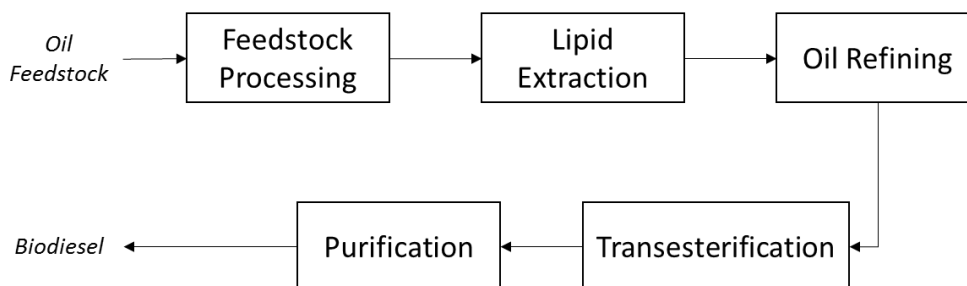 Oil
Feedstock
Feedstock
Processing
Lipid
Extraction
Oil Refining
Transesterification
Purification
Biodiesel